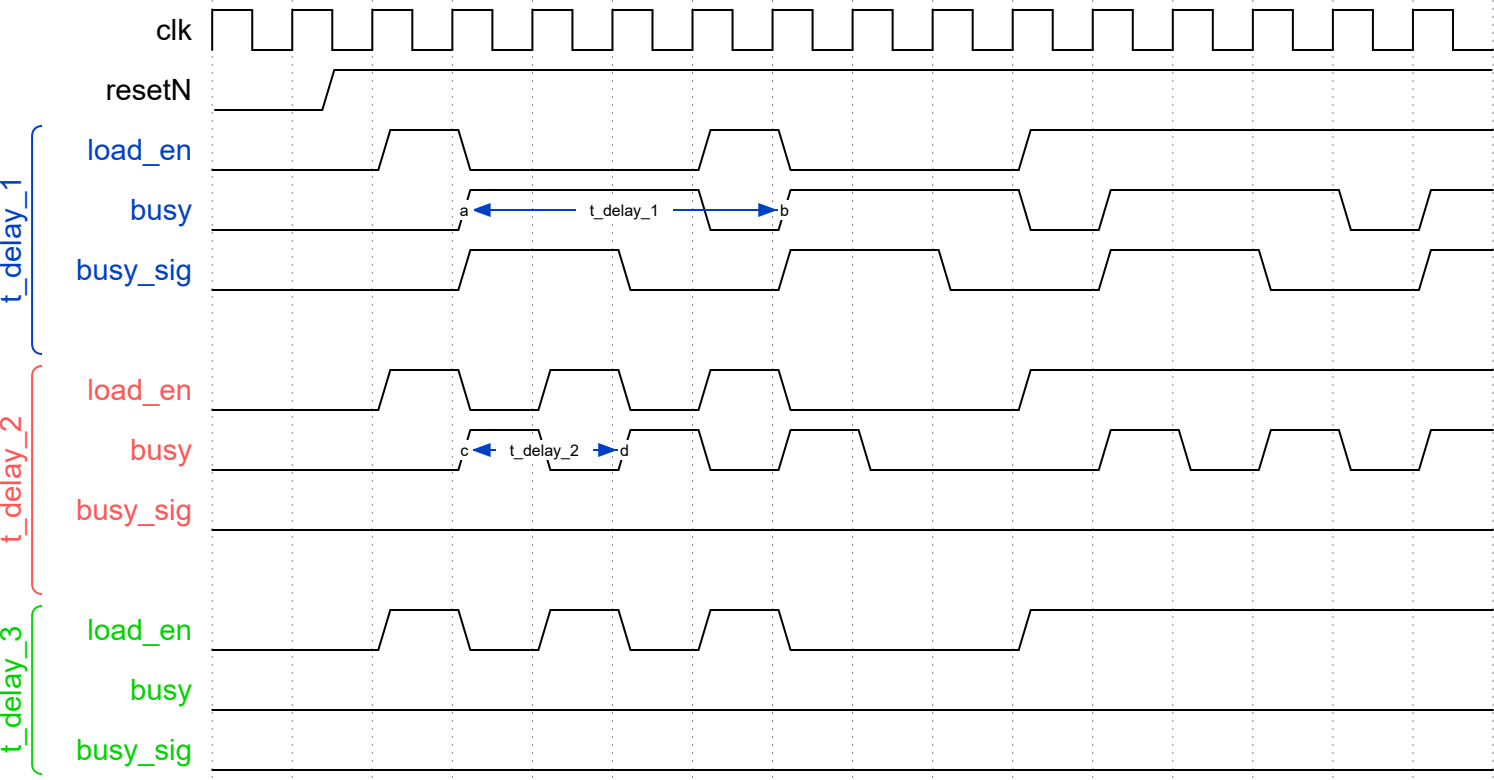 clk
resetN
t_delay_1
load_en
busy
a t_delay_1 b
busy_sig
t_delay_2
load_en
busy
c t_delay_2 d
busy_sig
t_delay_3
load_en
busy
busy_sig